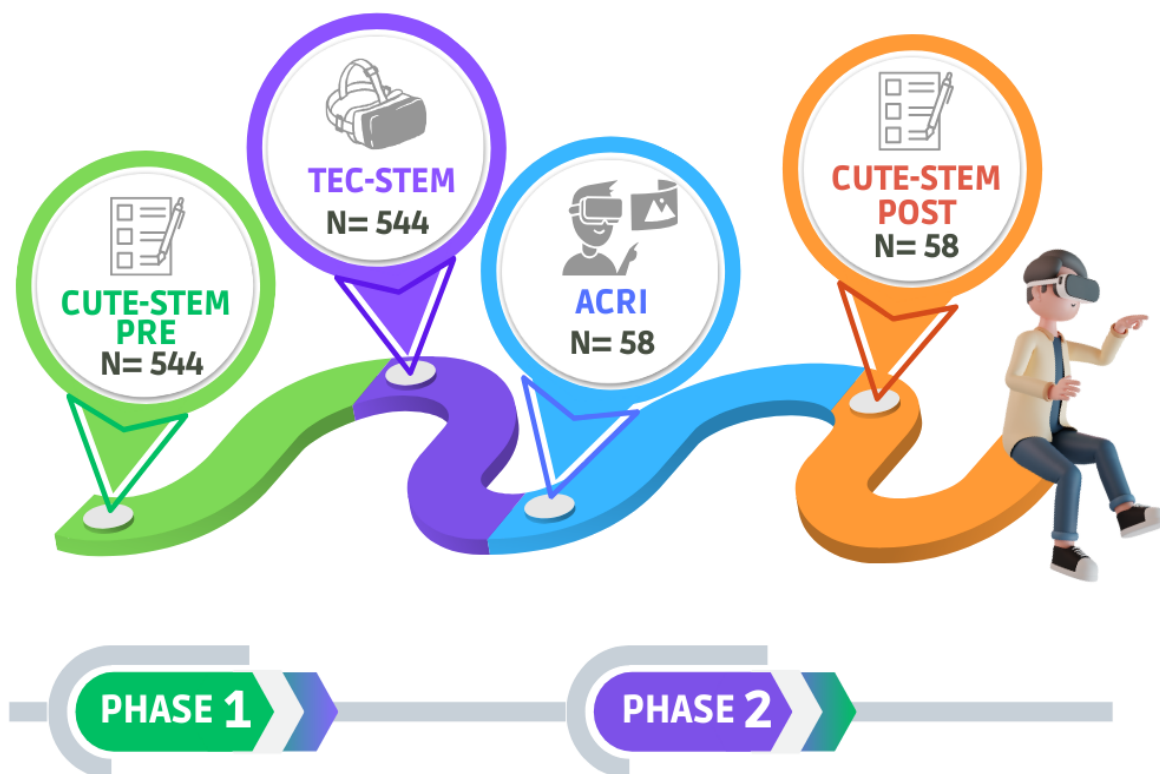 CUTE-STEM
PRE
N= 544
TEC-STEM
N= 544
ACRI
N= 58
CUTE-STEM
POST
N= 58
PHASE 1
PHASE 2